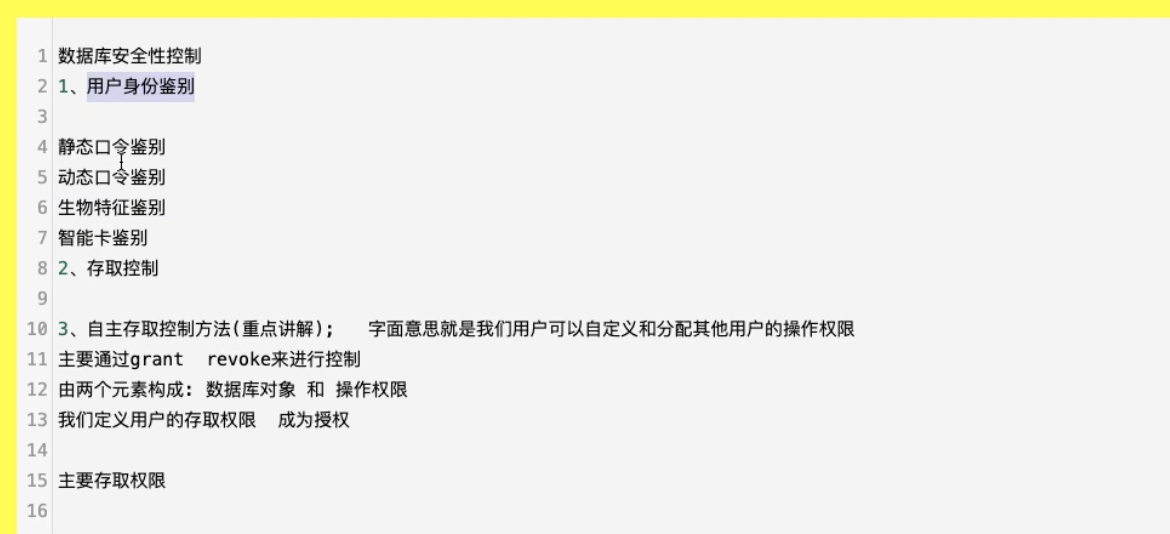 1 数据库安全性控制
2 1、用户身份鉴别
3
4 静态口令鉴别
5 动态口令鉴别
6 生物特征鉴别
7 智能卡鉴别
8 2、存取控制
9
10 3、自主存取控制方法(重点讲解);   字面意思就是我们用户可以自定义和分配其他用户的操作权限
11 主要通过grant  revoke来进行控制
12 由两个元素构成: 数据库对象 和 操作权限
13 我们定义用户的存取权限  成为授权
14
15 主要存取权限
16